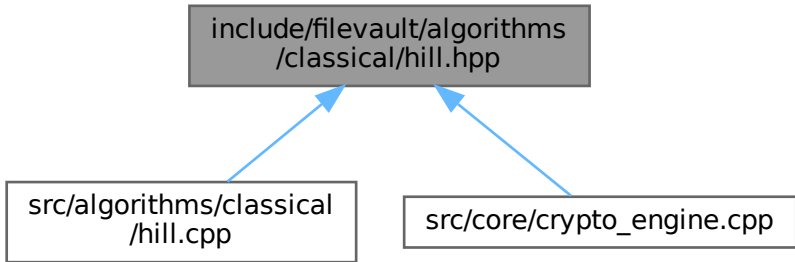 include/filevault/algorithms
/classical/hill.hpp
src/algorithms/classical
/hill.cpp
src/core/crypto_engine.cpp